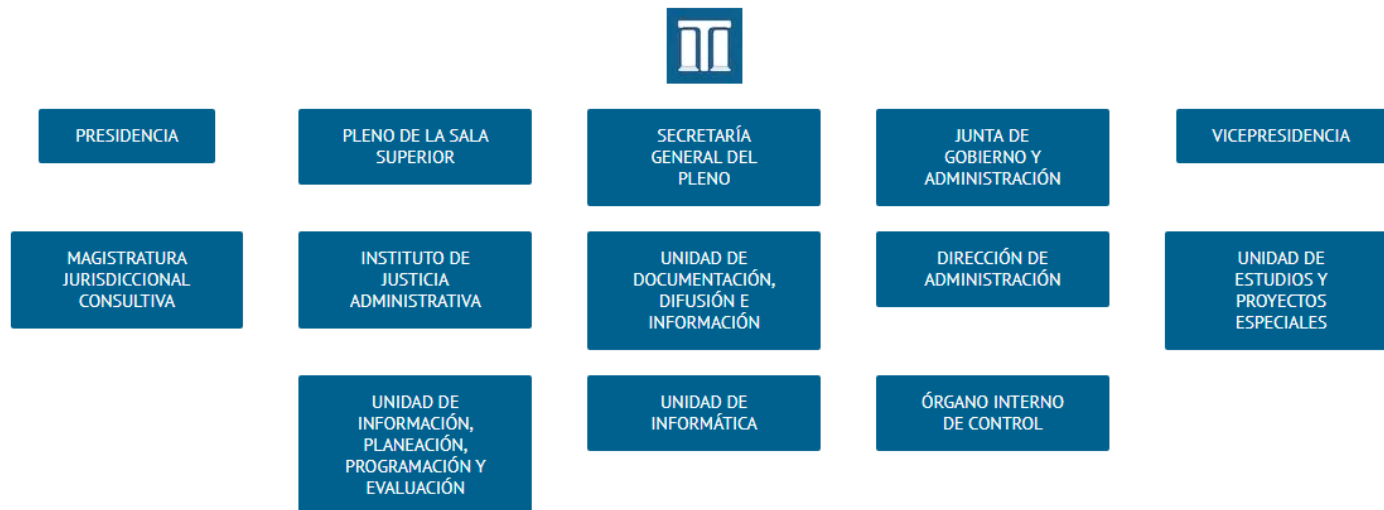 PRESIDENCIA
PLENO DE LA SALA
SUPERIOR
SECRETARÍA
GENERAL DEL
PLENO
JUNTA DE
GOBIERNO Y
ADMINISTRACIÓN
VICEPRESIDENCIA
MAGISTRATURA
JURISDICCIONAL
CONSULTIVA
INSTITUTO DE
JUSTICIA
ADMINISTRATIVA
UNIDAD DE
DOCUMENTACIÓN,
DIFUSIÓN E
INFORMACIÓN
DIRECCIÓN DE
ADMINISTRACIÓN
UNIDAD DE
ESTUDIOS Y
PROYECTOS
ESPECIALES
UNIDAD DE
INFORMACIÓN,
PLANEACIÓN,
PROGRAMACIÓN Y
EVALUACIÓN
UNIDAD DE
INFORMÁTICA
ÓRGANO INTERNO
DE CONTROL